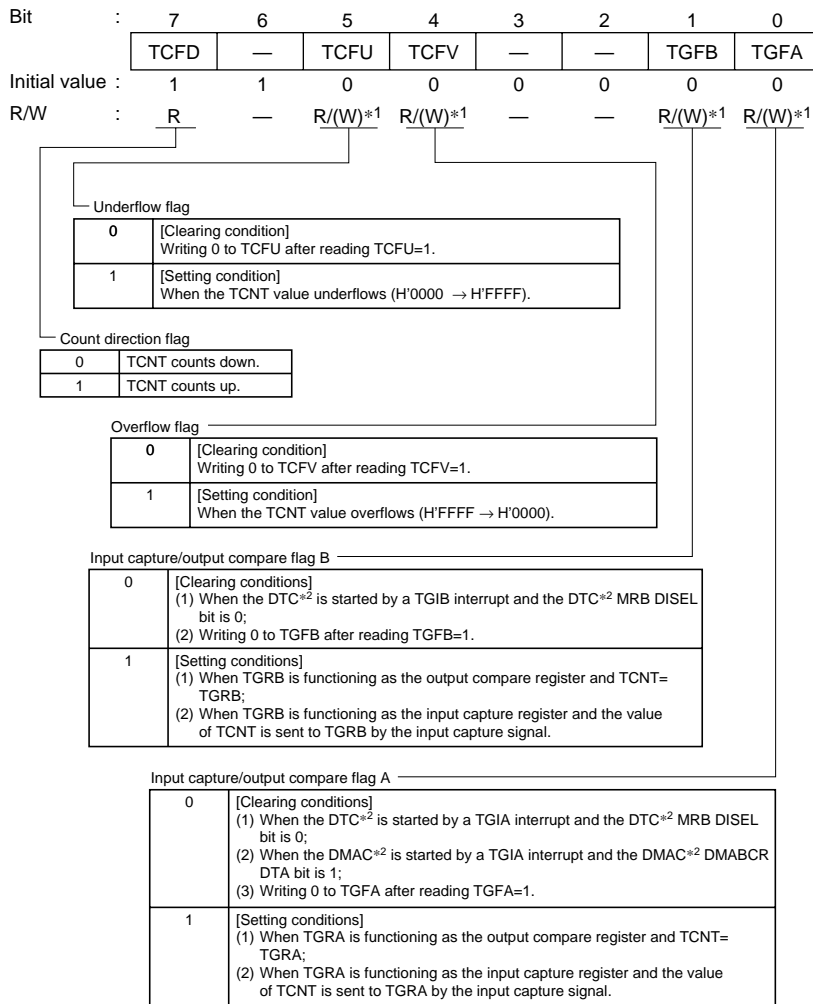 Bit : 7 6 5 4 3 2 1 0
TCFD — TCFU TCFV — — TGFB TGFA
Initial value : 1 1 0 0 0 0 0 0
R/W : R — R/(W)*1 R/(W)*1 — — R/(W)*1 R/(W)*1
Underflow flag
0 [Clearing condition]
Writing 0 to TCFU after reading TCFU=1.
1 [Setting condition]
When the TCNT value underflows (H'0000 → H'FFFF).
Count direction flag
0 TCNT counts down.
1 TCNT counts up.
Overflow flag
0 [Clearing condition]
Writing 0 to TCFV after reading TCFV=1.
1 [Setting condition]
When the TCNT value overflows (H'FFFF → H'0000).
Input capture/output compare flag B
0 [Clearing conditions]
(1) When the DTC*2 is started by a TGIB interrupt and the DTC*2 MRB DISEL
bit is 0;
(2) Writing 0 to TGFB after reading TGFB=1.
1 [Setting conditions]
(1) When TGRB is functioning as the output compare register and TCNT=
TGRB;
(2) When TGRB is functioning as the input capture register and the value
of TCNT is sent to TGRB by the input capture signal.
Input capture/output compare flag A
0 [Clearing conditions]
(1) When the DTC*2 is started by a TGIA interrupt and the DTC*2 MRB DISEL
bit is 0;
(2) When the DMAC*2 is started by a TGIA interrupt and the DMAC*2 DMABCR
DTA bit is 1;
(3) Writing 0 to TGFA after reading TGFA=1.
1 [Setting conditions]
(1) When TGRA is functioning as the output compare register and TCNT=
TGRA;
(2) When TGRA is functioning as the input capture register and the value
of TCNT is sent to TGRA by the input capture signal.